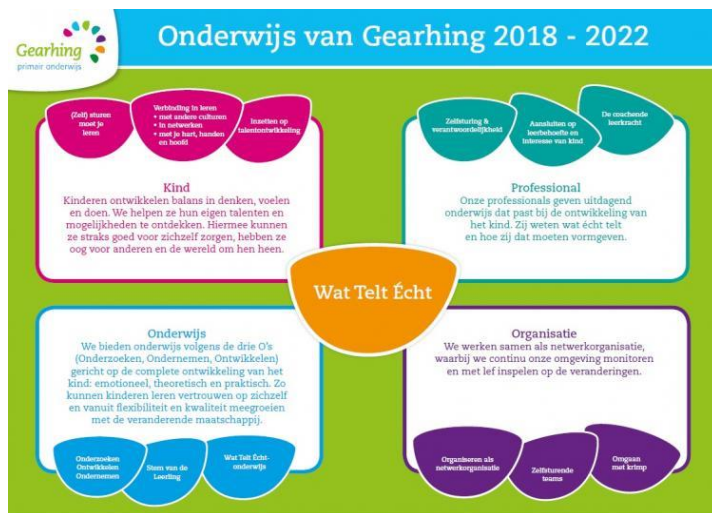 Gearhing
primair onderwijs
Onderwijs van Gearhing 2018 - 2022
(Zelf) sturen
moet je
leren
Verbinding in leren
• met andere culturen
• in netwerken
• met je hart, handen
en hoofd
Inzetten op
talentontwikkeling
Kind
Kinderen ontwikkelen balans in denken, voelen
en doen. We helpen ze hun eigen talenten en
mogelijkheden te ontdekken. Hiermee kunnen
ze straks goed voor zichzelf zorgen, hebben ze
oog voor anderen en de wereld om hen heen.
Zelfsturing &
verantwoordelijkheid
Aansluiten op
leerbehoefte en
interesse van kind
De coachende
leerkracht
Professional
Onze professionals geven uitdagend
onderwijs dat past bij de ontwikkeling van
het kind. Zij weten wat écht telt
en hoe zij dat moeten vormgeven.
Wat Telt Écht
Onderwijs
We bieden onderwijs volgens de drie O's
(Onderzoeken, Ondernemen, Ontwikkelen)
gericht op de complete ontwikkeling van het
kind: emotioneel, theoretisch en praktisch. Zo
kunnen kinderen leren vertrouwen op zichzelf
en vanuit flexibiliteit en kwaliteit meegroeien
met de veranderende maatschappij.
Onderzoeken
Ontwikkelen
Ondernemen
Stem van de
Leerling
Wat Telt Écht-
onderwijs
Organisatie
We werken samen als netwerkorganisatie,
waarbij we continu onze omgeving monitoren
en met lef inspelen op de veranderingen.
Organiseren als
netwerkorganisatie
Zelfsturende
teams
Omgaan
met krimp